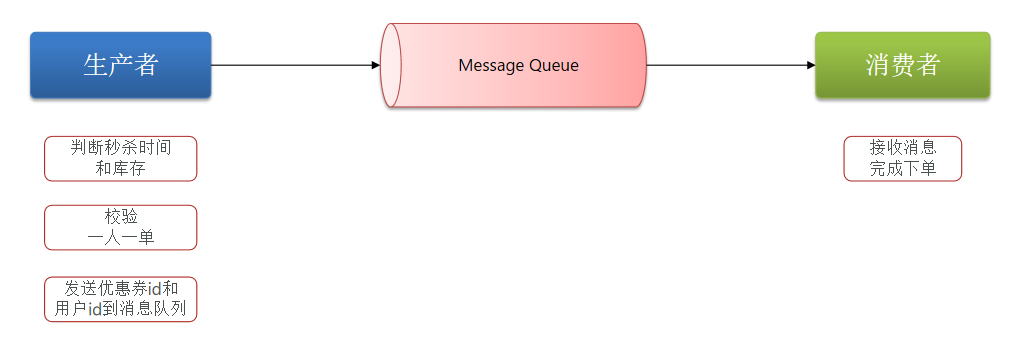 生产者
Message Queue
消费者
判断秒杀时间
和库存
接收消息
完成下单
校验
一人一单
发送优惠券id和
用户id到消息队列